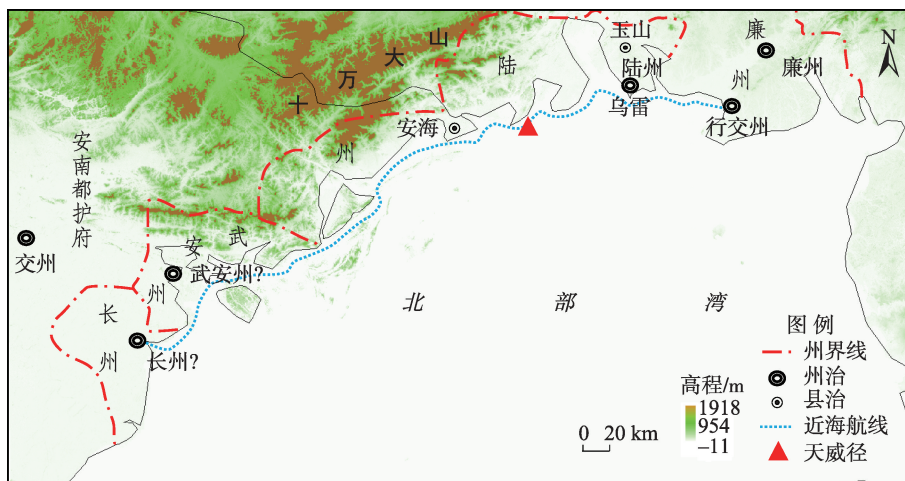 十万大山
陆州
玉山
陆州
乌雷
廉州
廉州
行交州
N
安海
安南都护府
交州
武安州
武安州?
长州
长州?
北部湾
图例
州界线
州治
县治
近海航线
天威径
高程/m
1918
954
-11
0 20 km